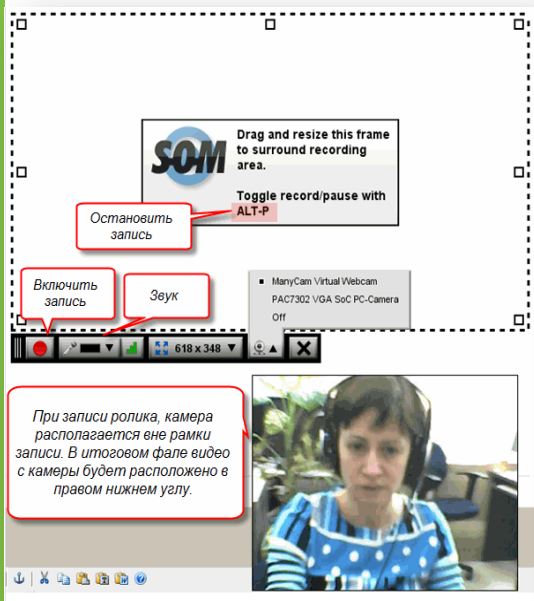 SOM
Drag and resize this frame
to surround recording
area.
Toggle record/pause with
ALT-P
Остановить
запись
Включить
запись
Звук
ManyCam Virtual Webcam
PAC7302 VGA SoC PC-Camera
Off
618 x 348
При записи ролика, камера
располагается вне рамки
записи. В итоговом фале видео
с камеры будет расположено в
правом нижнем углу.